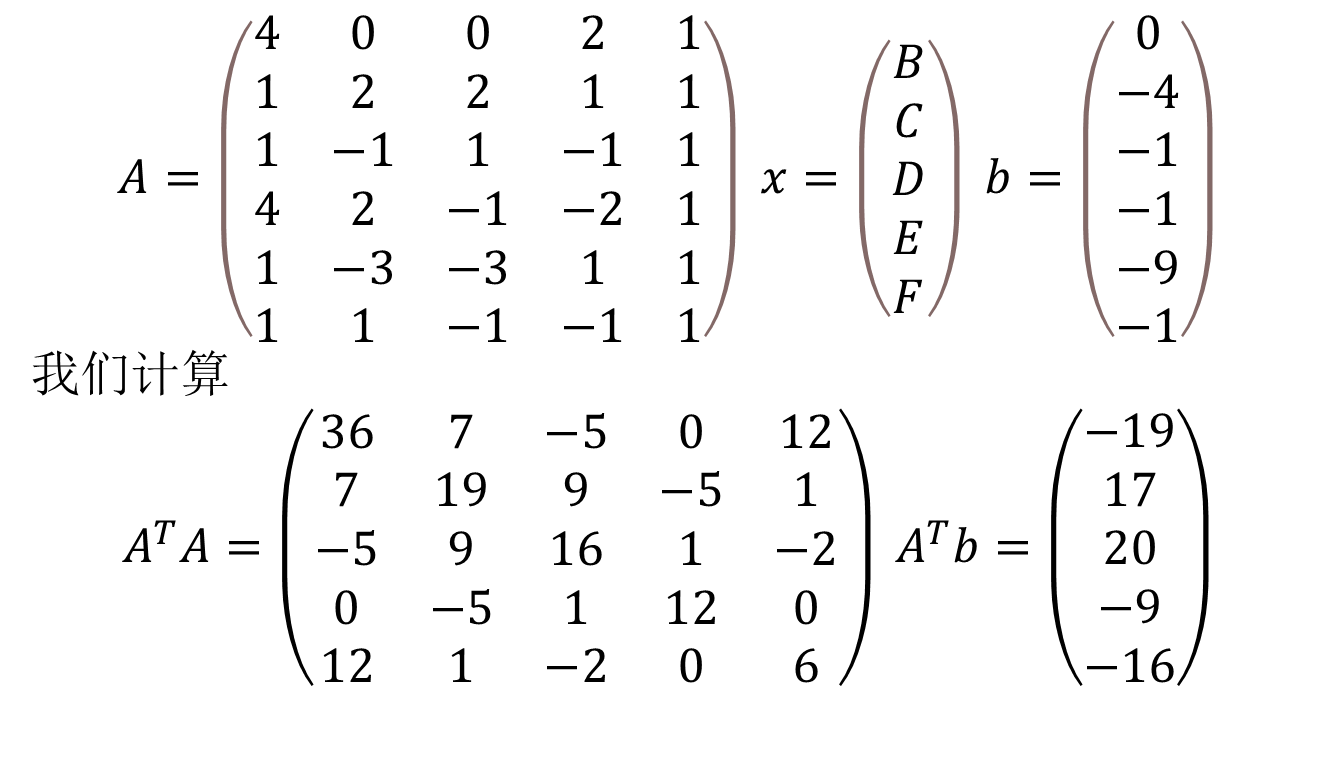 4 0 0 2 1
1 2 2 1 1
1 −1 1 −1 1
A = 4 2 −1 −2 1
1 −3 −3 1 1
1 1 −1 −1 1
x = B
C
D
E
F
b = 0
−4
−1
−1
−9
−1
我们计算
36 7 −5 0 12
7 19 9 −5 1
AᵀA = −5 9 16 1 −2
0 −5 1 12 0
12 1 −2 0 6
Aᵀb = −19
17
20
−9
−16